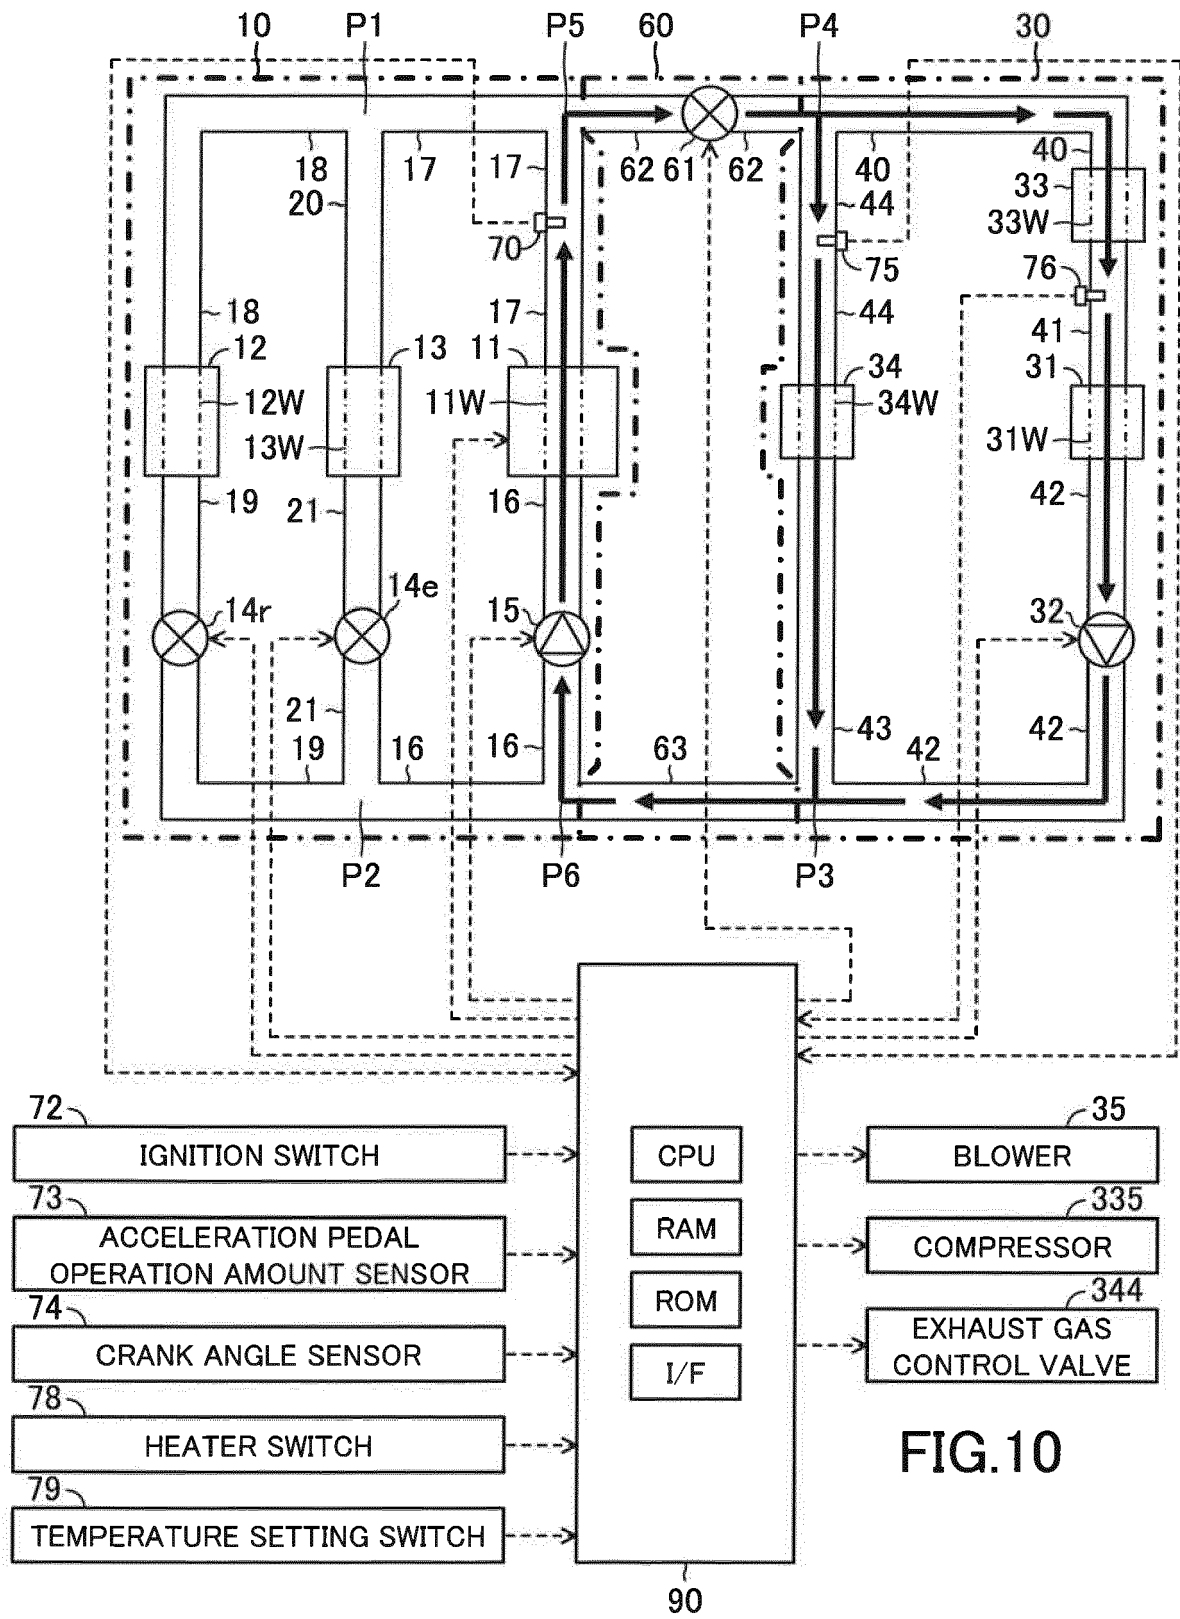 10 P1 P5 60 P4 30
18 17 17 62 61 62 40 40
20 44 33
33W
70 75 76
18 17 44 41
12 13 11 34 31
12W 11W 34W
13W 31W
19 21 16 42
14r 14e 15 32
21 16 43 42
19 16 63 42
P2 P6 P3
72
IGNITION SWITCH
73
ACCELERATION PEDAL
OPERATION AMOUNT SENSOR
74
CRANK ANGLE SENSOR
78
HEATER SWITCH
79
TEMPERATURE SETTING SWITCH
CPU
RAM
ROM
I/F
90
35
BLOWER
335
COMPRESSOR
344
EXHAUST GAS
CONTROL VALVE
FIG.10